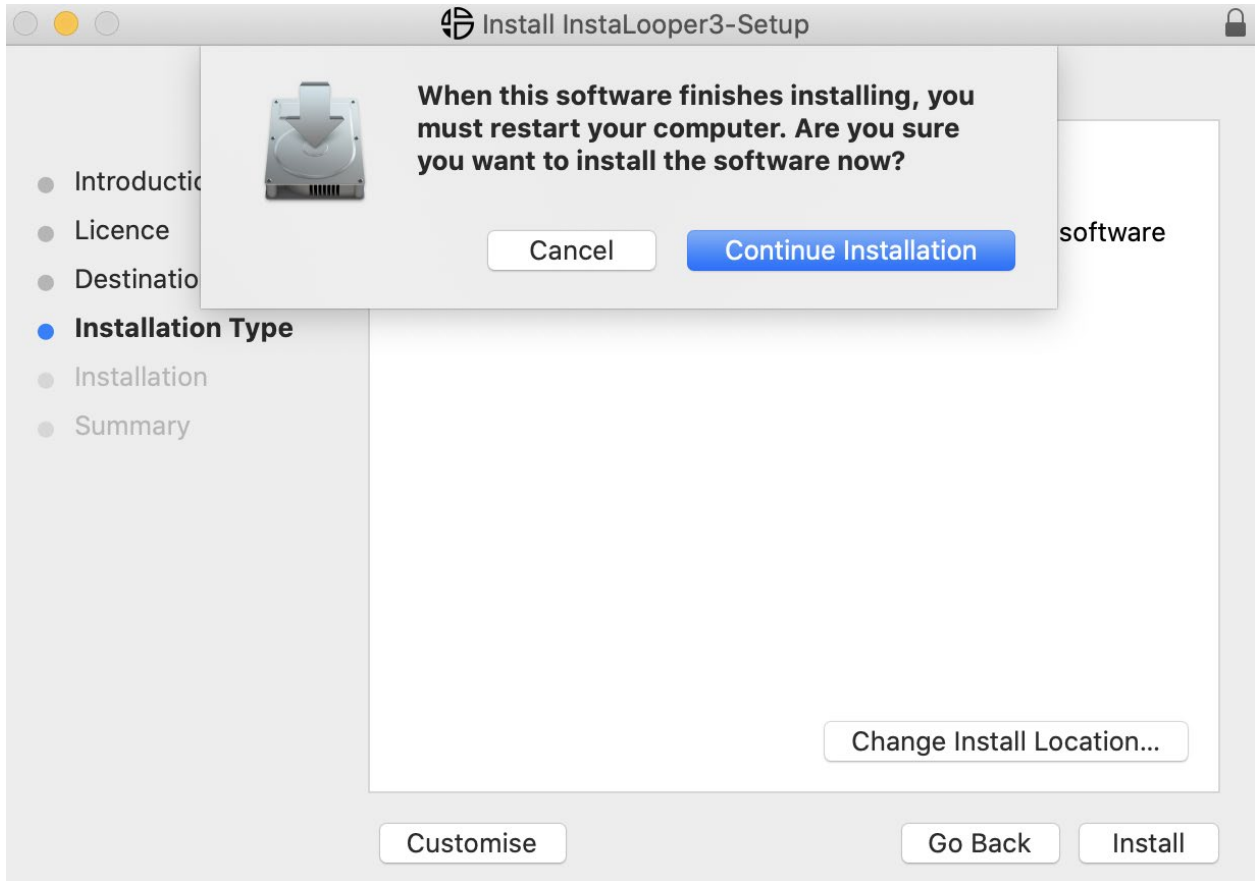 Install InstaLooper3-Setup
When this software finishes installing, you
must restart your computer. Are you sure
you want to install the software now?
Cancel
Continue Installation
Licence
software
Installation Type
Installation
Summary
Change Install Location...
Customise
Go Back
Install